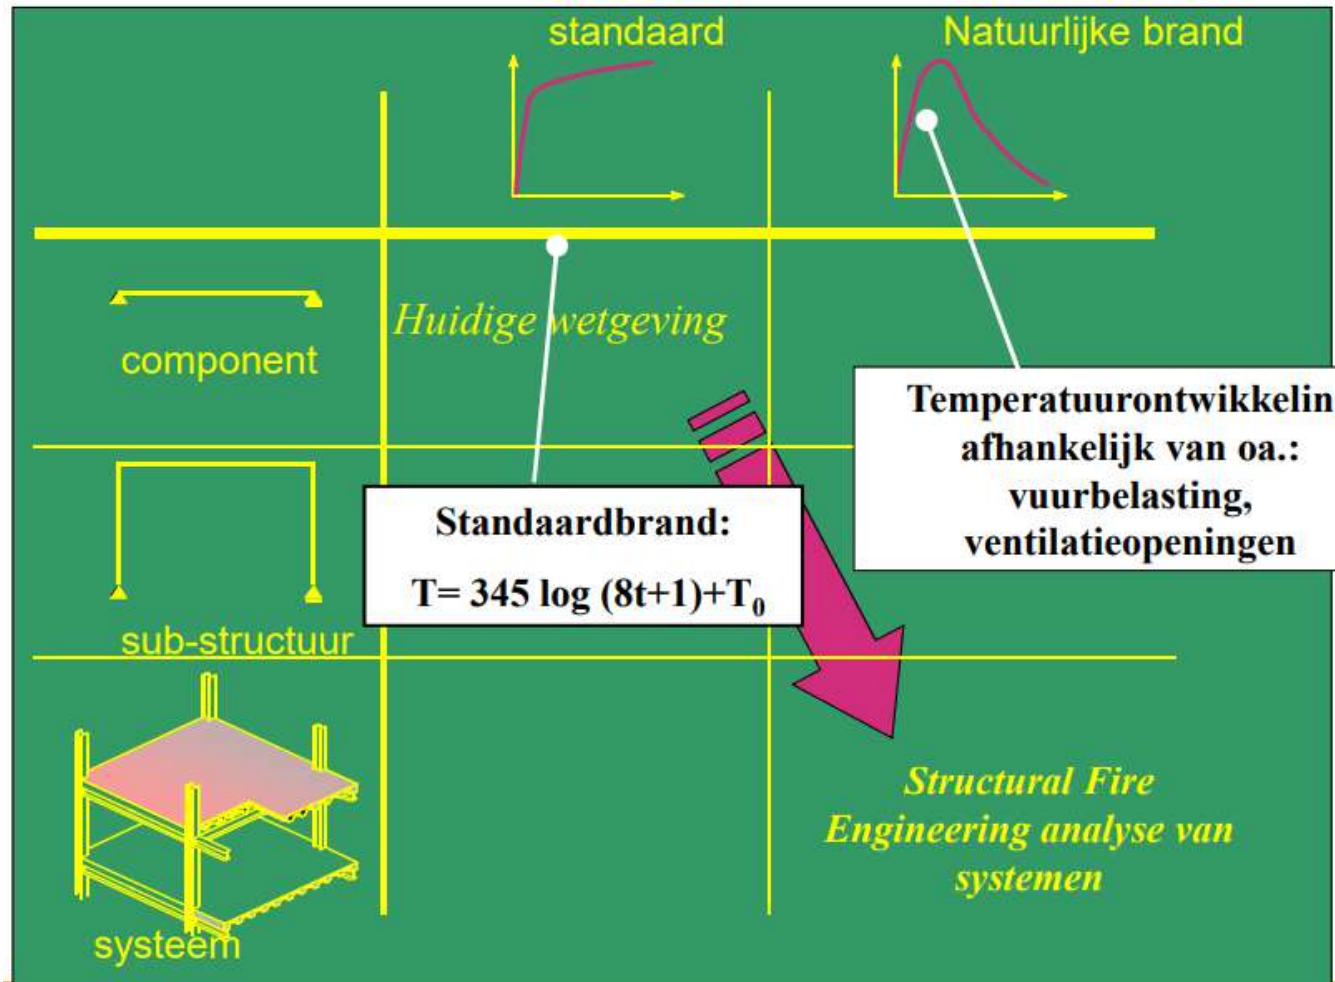 standaard
Natuurlijke brand
Huidige wetgeving
component
Temperatuurontwikkelin
afhankelijk van oa.:
vuurbelasting,
ventilatieopeningen
Standaardbrand:
T= 345 log (8t+1)+T₀
sub-structuur
Structural Fire
Engineering analyse van
systemen
systeem